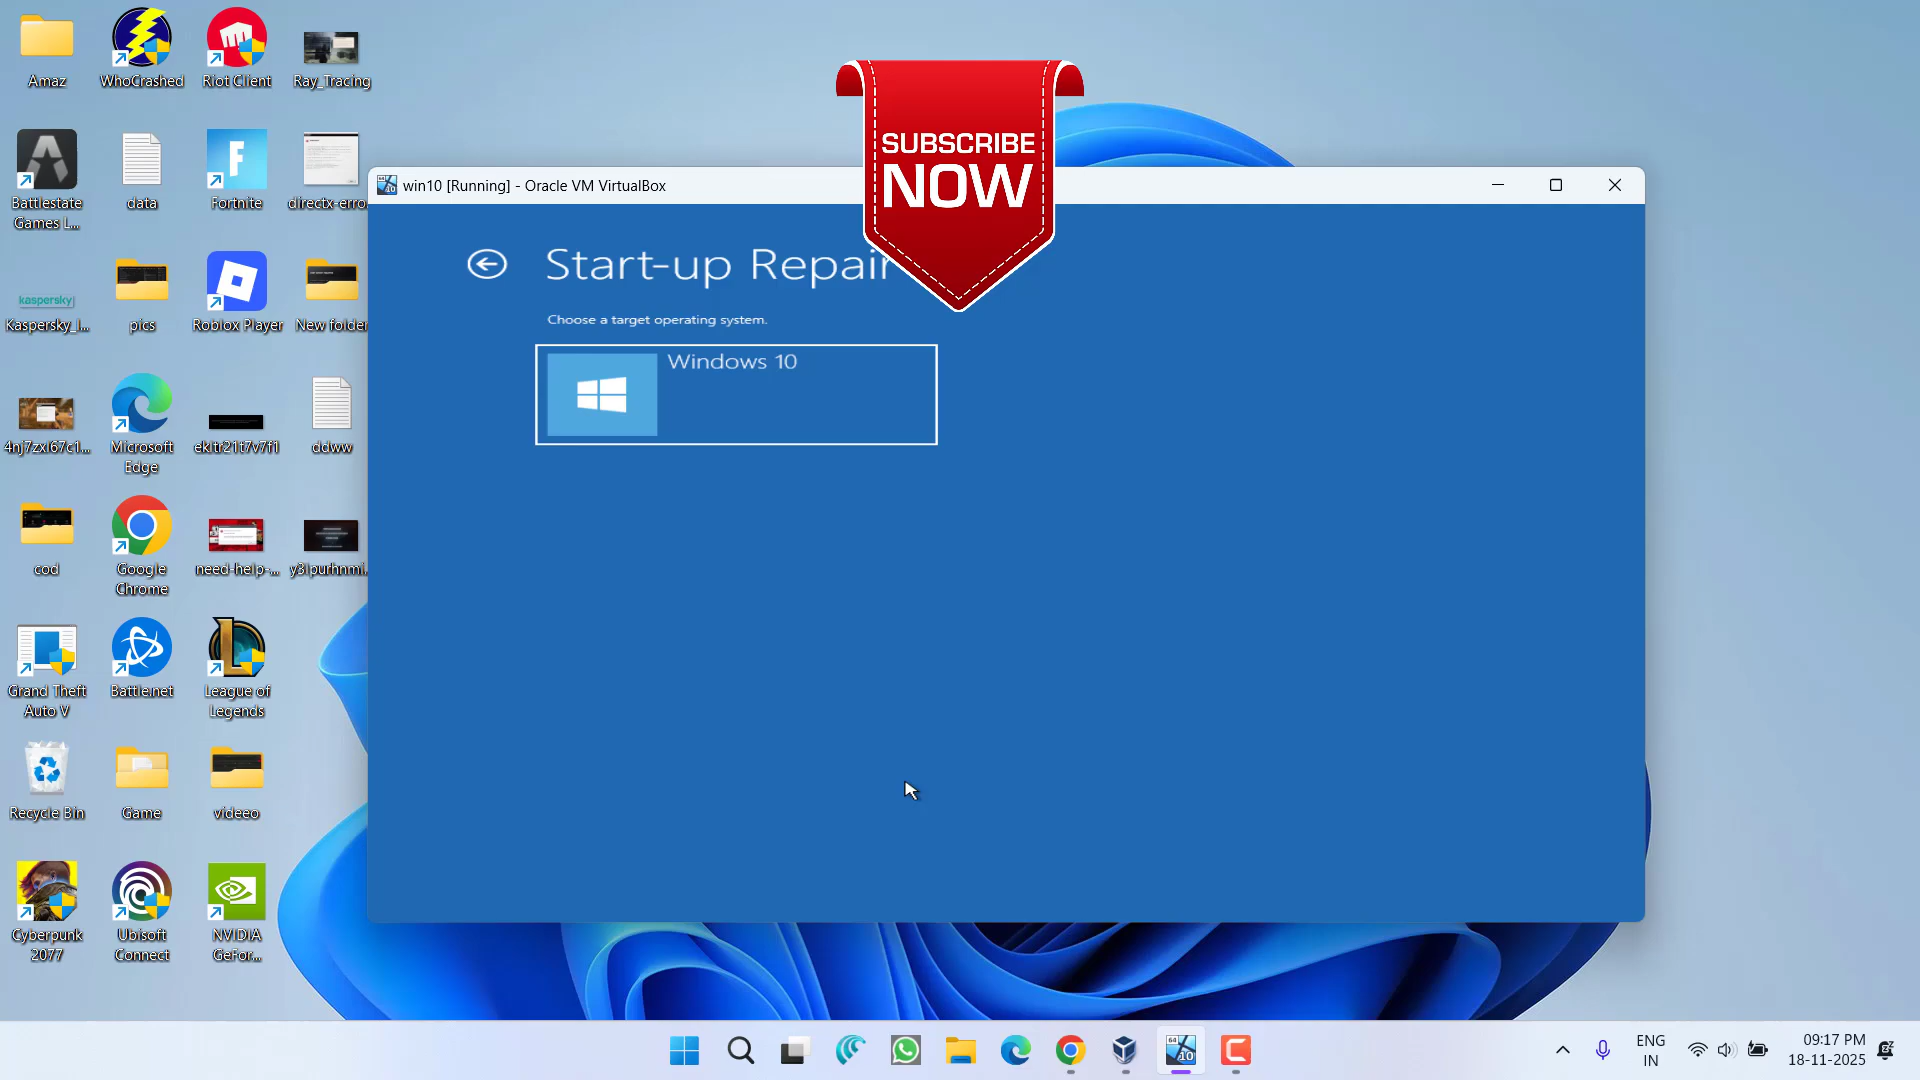 Amaz
WhoCrashed
Riot Client
Ray_Tracing
SUBSCRIBE
NOW
Battlestate
Games L...
data
Fortnite
directx-erro
win10 [Running] - Oracle VM VirtualBox
Start-up Repair
Choose a target operating system.
Windows 10
kaspersky
Kaspersky_I...
pics
Roblox Player
New folder
4nj7zxl67c1...
Microsoft
Edge
ekltr21t7v7f1
ddww
cod
Google
Chrome
need-help-...
y3lpurhnmi.
Grand Theft
Auto V
Battle.net
League of
Legends
Recycle Bin
Game
videeo
Cyberpunk
2077
Ubisoft
Connect
NVIDIA
GeFor...
ENG
IN
09:17 PM
18-11-2025